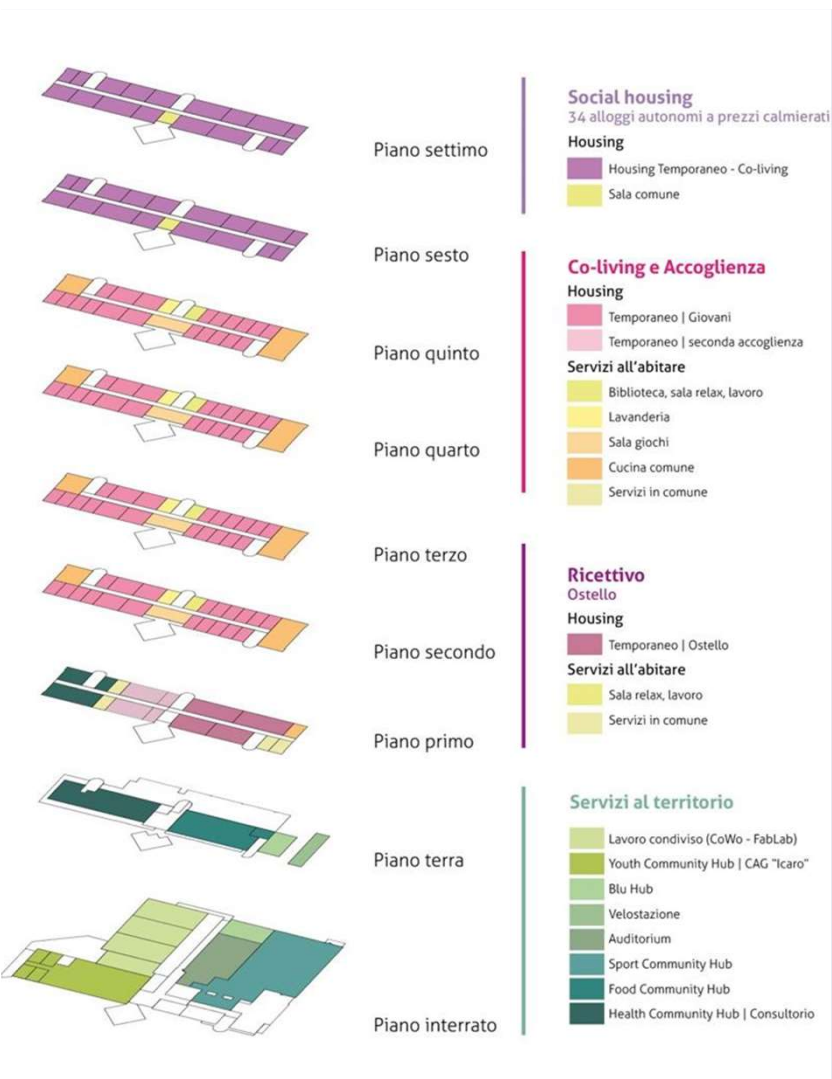 Piano settimo
Piano sesto
Piano quinto
Piano quarto
Piano terzo
Piano secondo
Piano primo
Piano terra
Piano interrato
Social housing
34 alloggi autonomi a prezzi calmierati
Housing
Housing Temporaneo - Co-living
Sala comune
Co-living e Accoglienza
Housing
Temporaneo | Giovani
Temporaneo | seconda accoglienza
Servizi all'abitare
Biblioteca, sala relax, lavoro
Lavanderia
Sala giochi
Cucina comune
Servizi in comune
Ricettivo
Ostello
Housing
Temporaneo | Ostello
Servizi all'abitare
Sala relax, lavoro
Servizi in comune
Servizi al territorio
Lavoro condiviso (CoWo - FabLab)
Youth Community Hub | CAG "Icaro"
Blu Hub
Velostazione
Auditorium
Sport Community Hub
Food Community Hub
Health Community Hub | Consultorio